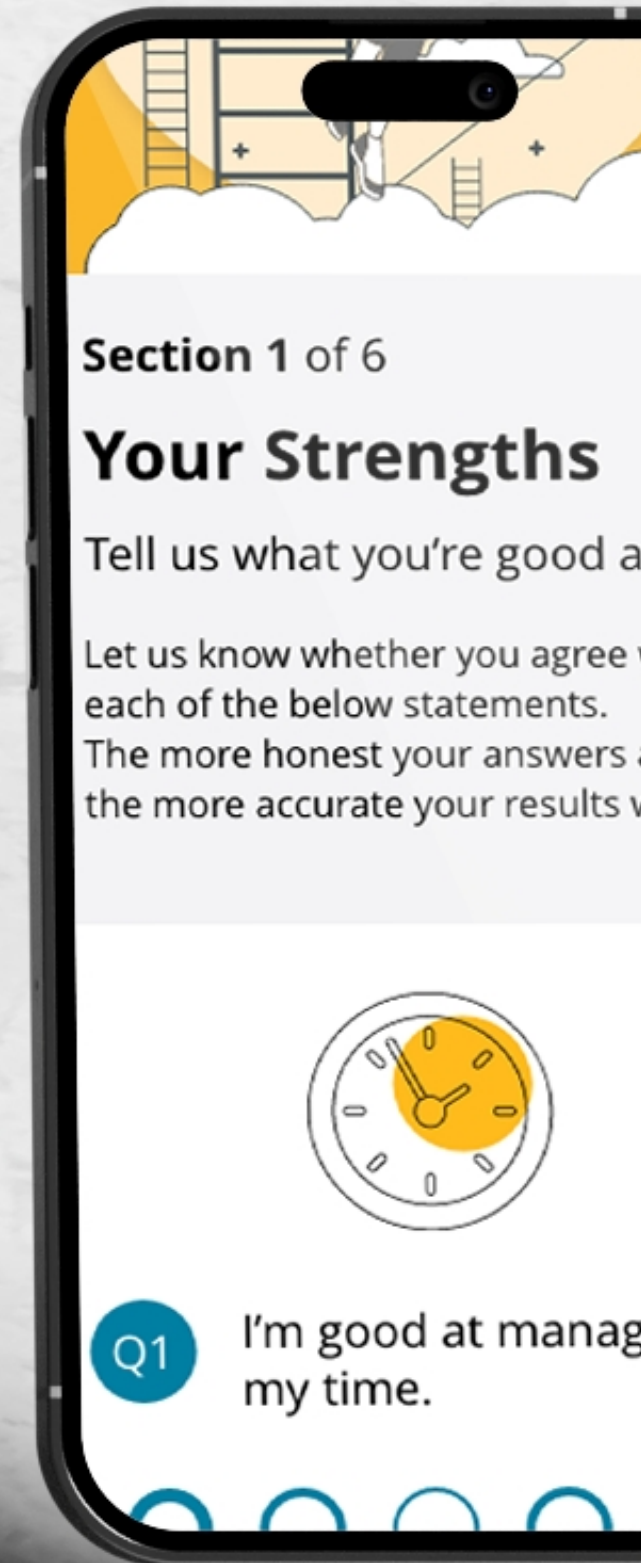 Section 1 of 6
Your Strengths
Tell us what you're good a
Let us know whether you agree
each of the below statements.
The more honest your answers
the more accurate your results
Q1
I'm good at manag
my time.